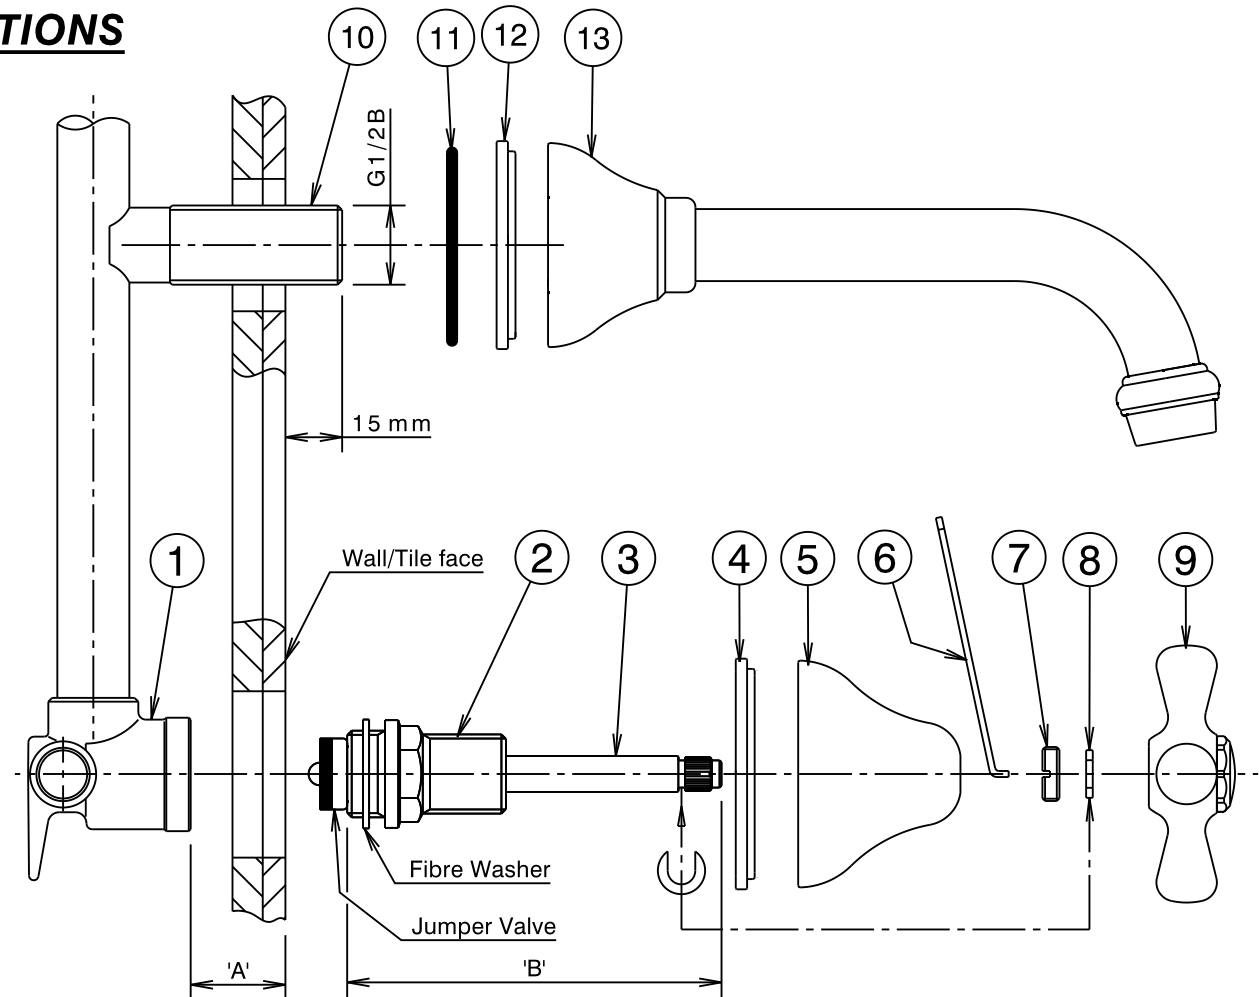 TIONS
10
11
12
13
G1/2B
15 mm
1
Wall/Tile face
2
3
4
5
6
7
8
9
Fibre Washer
Jumper Valve
'A'
'B'